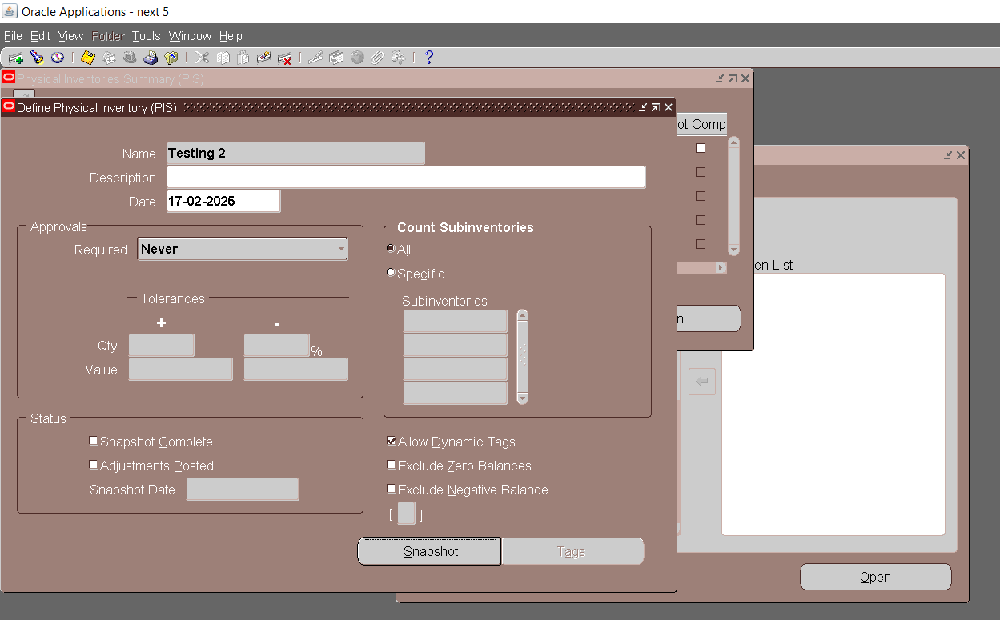 Oracle Applications - next 5
File Edit View Folder Tools Window Help
Physical Inventories Summary (PIS)
Define Physical Inventory (PIS)
ot Comp
Name Testing 2
Description
Date 17-02-2025
Approvals
Required Never
Count Subinventories
All
Specific
en List
Tolerances
Subinventories
+ -
n
Qty %
Value
Status
Snapshot Complete
Adjustments Posted
Snapshot Date
Allow Dynamic Tags
Exclude Zero Balances
Exclude Negative Balance
[ ]
Snapshot Tags
Open